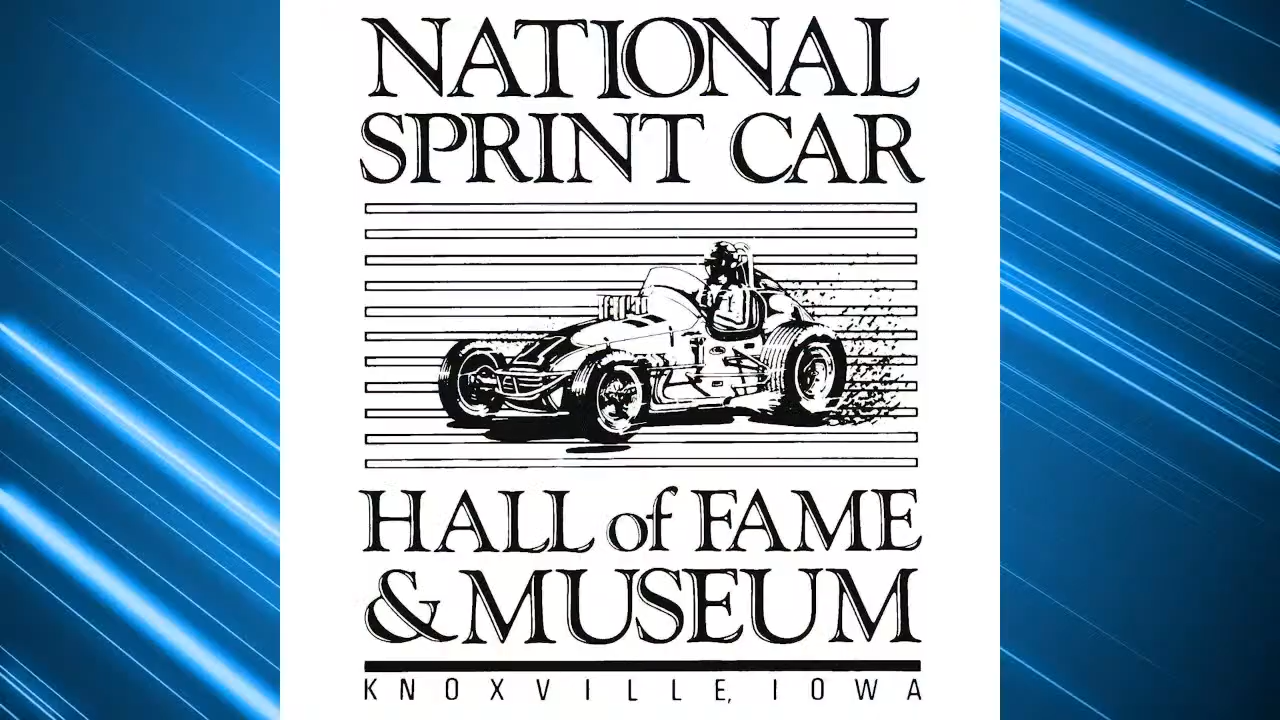 NATIONAL
SPRINT CAR
HALL of FAME
& MUSEUM
KNOXVILLE, IOWA